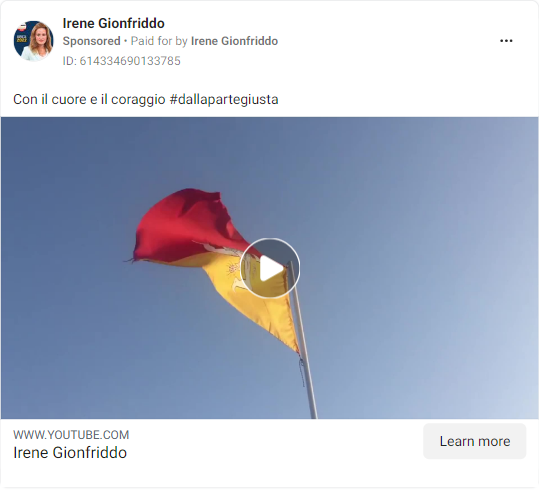 Irene Gionfriddo
Sponsored • Paid for by Irene Gionfriddo
ID: 614334690133785
Con il cuore e il coraggio #dallapartegiusta
WWW.YOUTUBE.COM
Irene Gionfriddo
Learn more